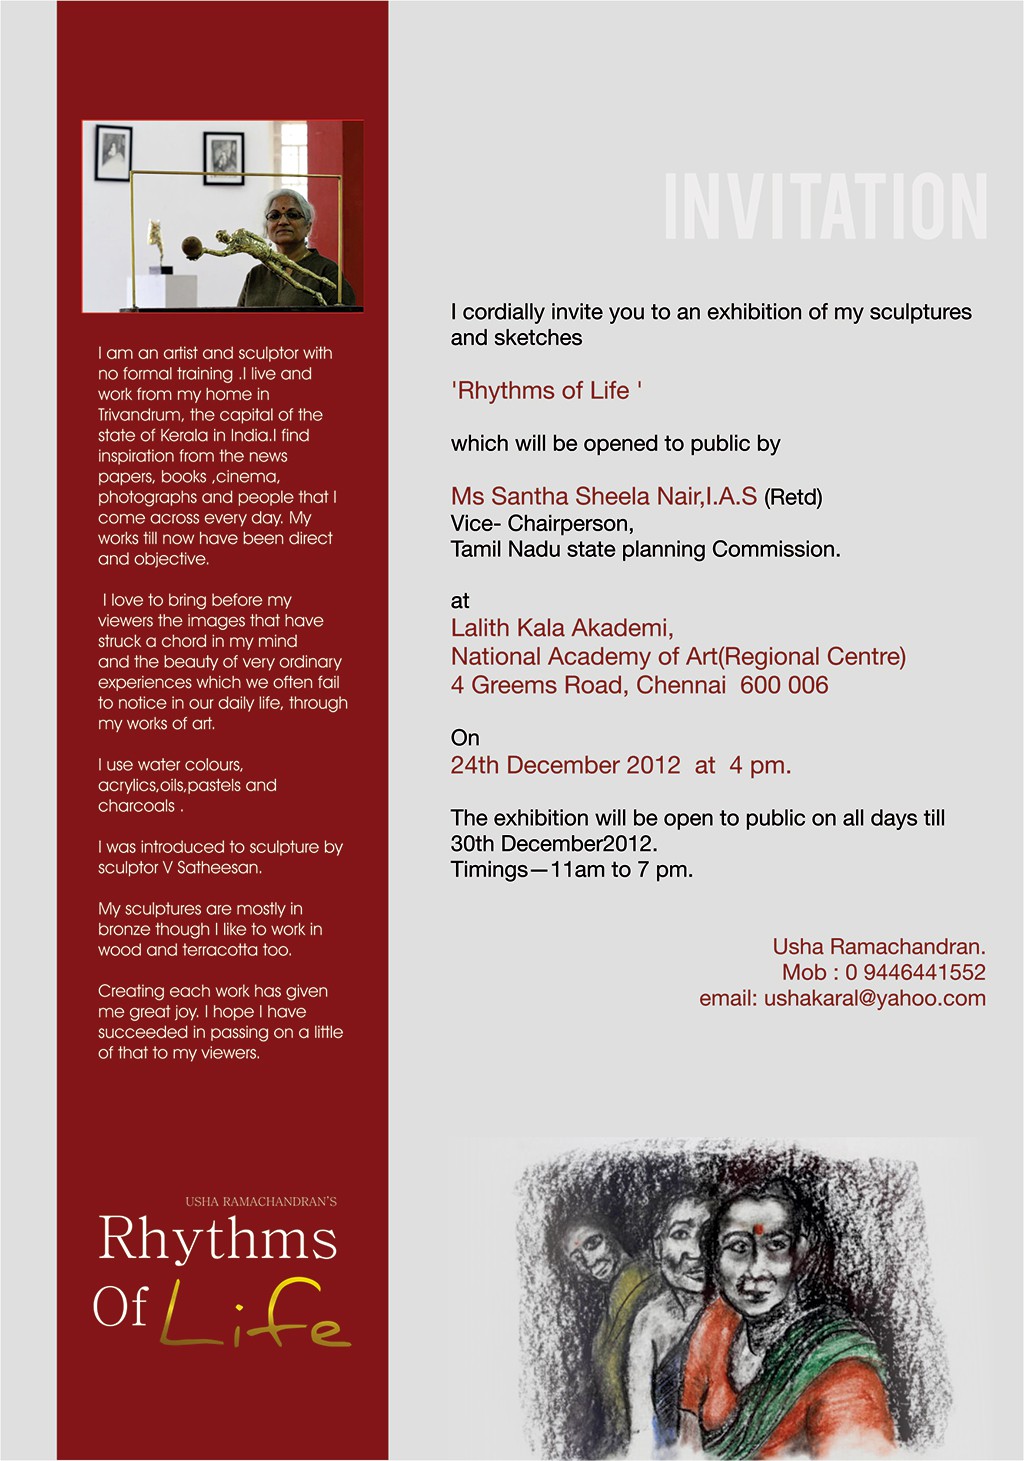 INVITATION
I am an artist and sculptor with
no formal training .I live and
work from my home in
Trivandrum, the capital of the
state of Kerala in India.I find
inspiration from the news
papers, books ,cinema,
photographs and people that I
come across every day. My
works till now have been direct
and objective.
I love to bring before my
viewers the images that have
struck a chord in my mind
and the beauty of very ordinary
experiences which we often fail
to notice in our daily life, through
my works of art.
I use water colours,
acrylics,oils,pastels and
charcoals .
I was introduced to sculpture by
sculptor V Satheesan.
My sculptures are mostly in
bronze though I like to work in
wood and terracotta too.
Creating each work has given
me great joy. I hope I have
succeeded in passing on a little
of that to my viewers.
USHA RAMACHANDRAN'S
Rhythms
Of Life
I cordially invite you to an exhibition of my sculptures
and sketches
'Rhythms of Life '
which will be opened to public by
Ms Santha Sheela Nair,I.A.S (Retd)
Vice- Chairperson,
Tamil Nadu state planning Commission.
at
Lalith Kala Akademi,
National Academy of Art(Regional Centre)
4 Greems Road, Chennai  600 006
On
24th December 2012  at  4 pm.
The exhibition will be open to public on all days till
30th December2012.
Timings—11am to 7 pm.
Usha Ramachandran.
Mob : 0 9446441552
email: ushakaral@yahoo.com